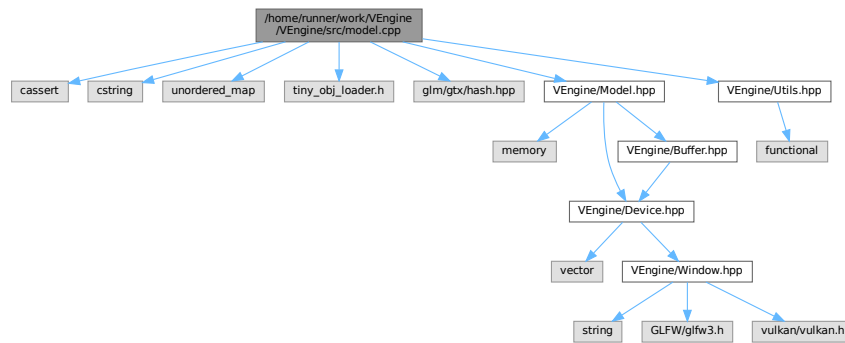 /home/runner/work/VEngine
/VEngine/src/model.cpp
cassert
cstring
unordered_map
tiny_obj_loader.h
glm/gtx/hash.hpp
VEngine/Model.hpp
VEngine/Utils.hpp
memory
VEngine/Buffer.hpp
functional
VEngine/Device.hpp
vector
VEngine/Window.hpp
string
GLFW/glfw3.h
vulkan/vulkan.h